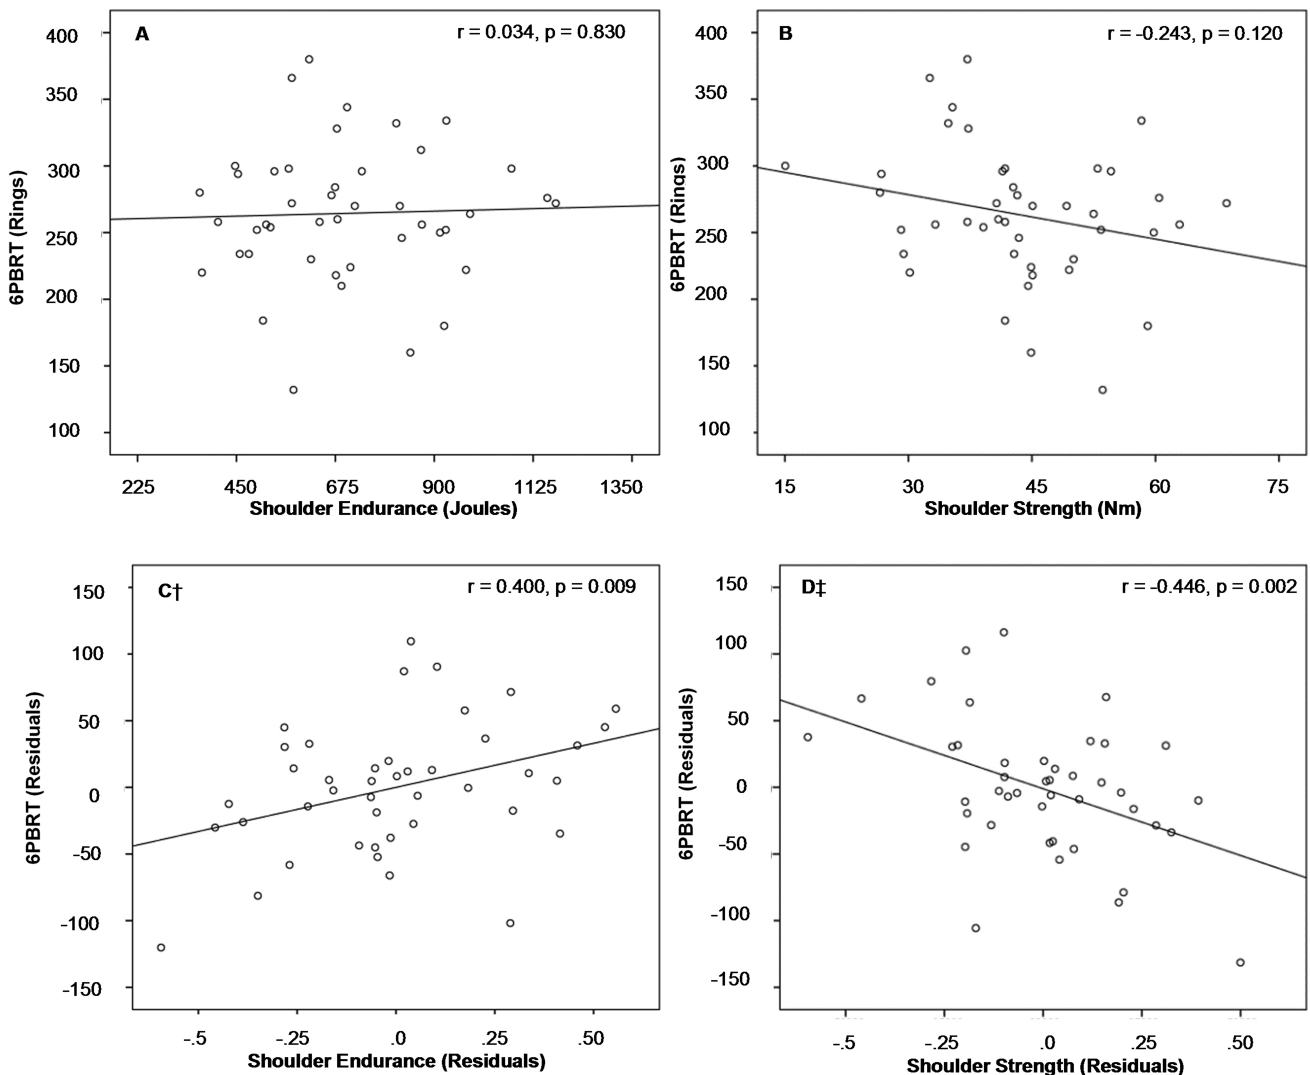 A
r = 0.034, p = 0.830
400
350
300
250
200
150
100
6PBRT (Rings)
225 450 675 900 1125 1350
Shoulder Endurance (Joules)
B
r = -0.243, p = 0.120
400
350
300
250
200
150
100
6PBRT (Rings)
15 30 45 60 75
Shoulder Strength (Nm)
C†
r = 0.400, p = 0.009
150
100
50
0
-50
-100
-150
6PBRT (Residuals)
-.5 -.25 .0 .25 .50
Shoulder Endurance (Residuals)
D‡
r = -0.446, p = 0.002
150
100
50
0
-50
-100
-150
6PBRT (Residuals)
-.5 -.25 .0 .25 .50
Shoulder Strength (Residuals)